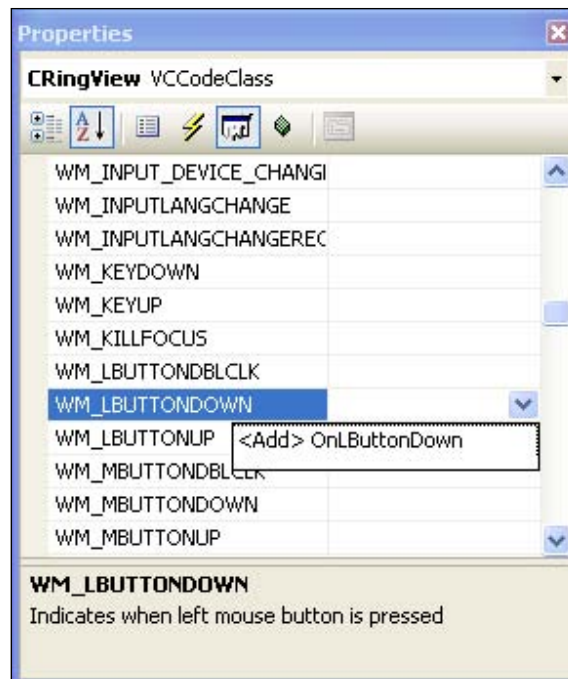 Properties
CRingView VCCodeClass
WM_INPUT_DEVICE_CHANGI
WM_INPUTLANGCHANGE
WM_INPUTLANGCHANGEREC
WM_KEYDOWN
WM_KEYUP
WM_KILLFOCUS
WM_LBUTTONDBLCLK
WM_LBUTTONDOWN
WM_LBUTTONUP
<Add> OnLButtonDown
WM_MBUTTONDBLCLK
WM_MBUTTONDOWN
WM_MBUTTONUP
WM_LBUTTONDOWN
Indicates when left mouse button is pressed